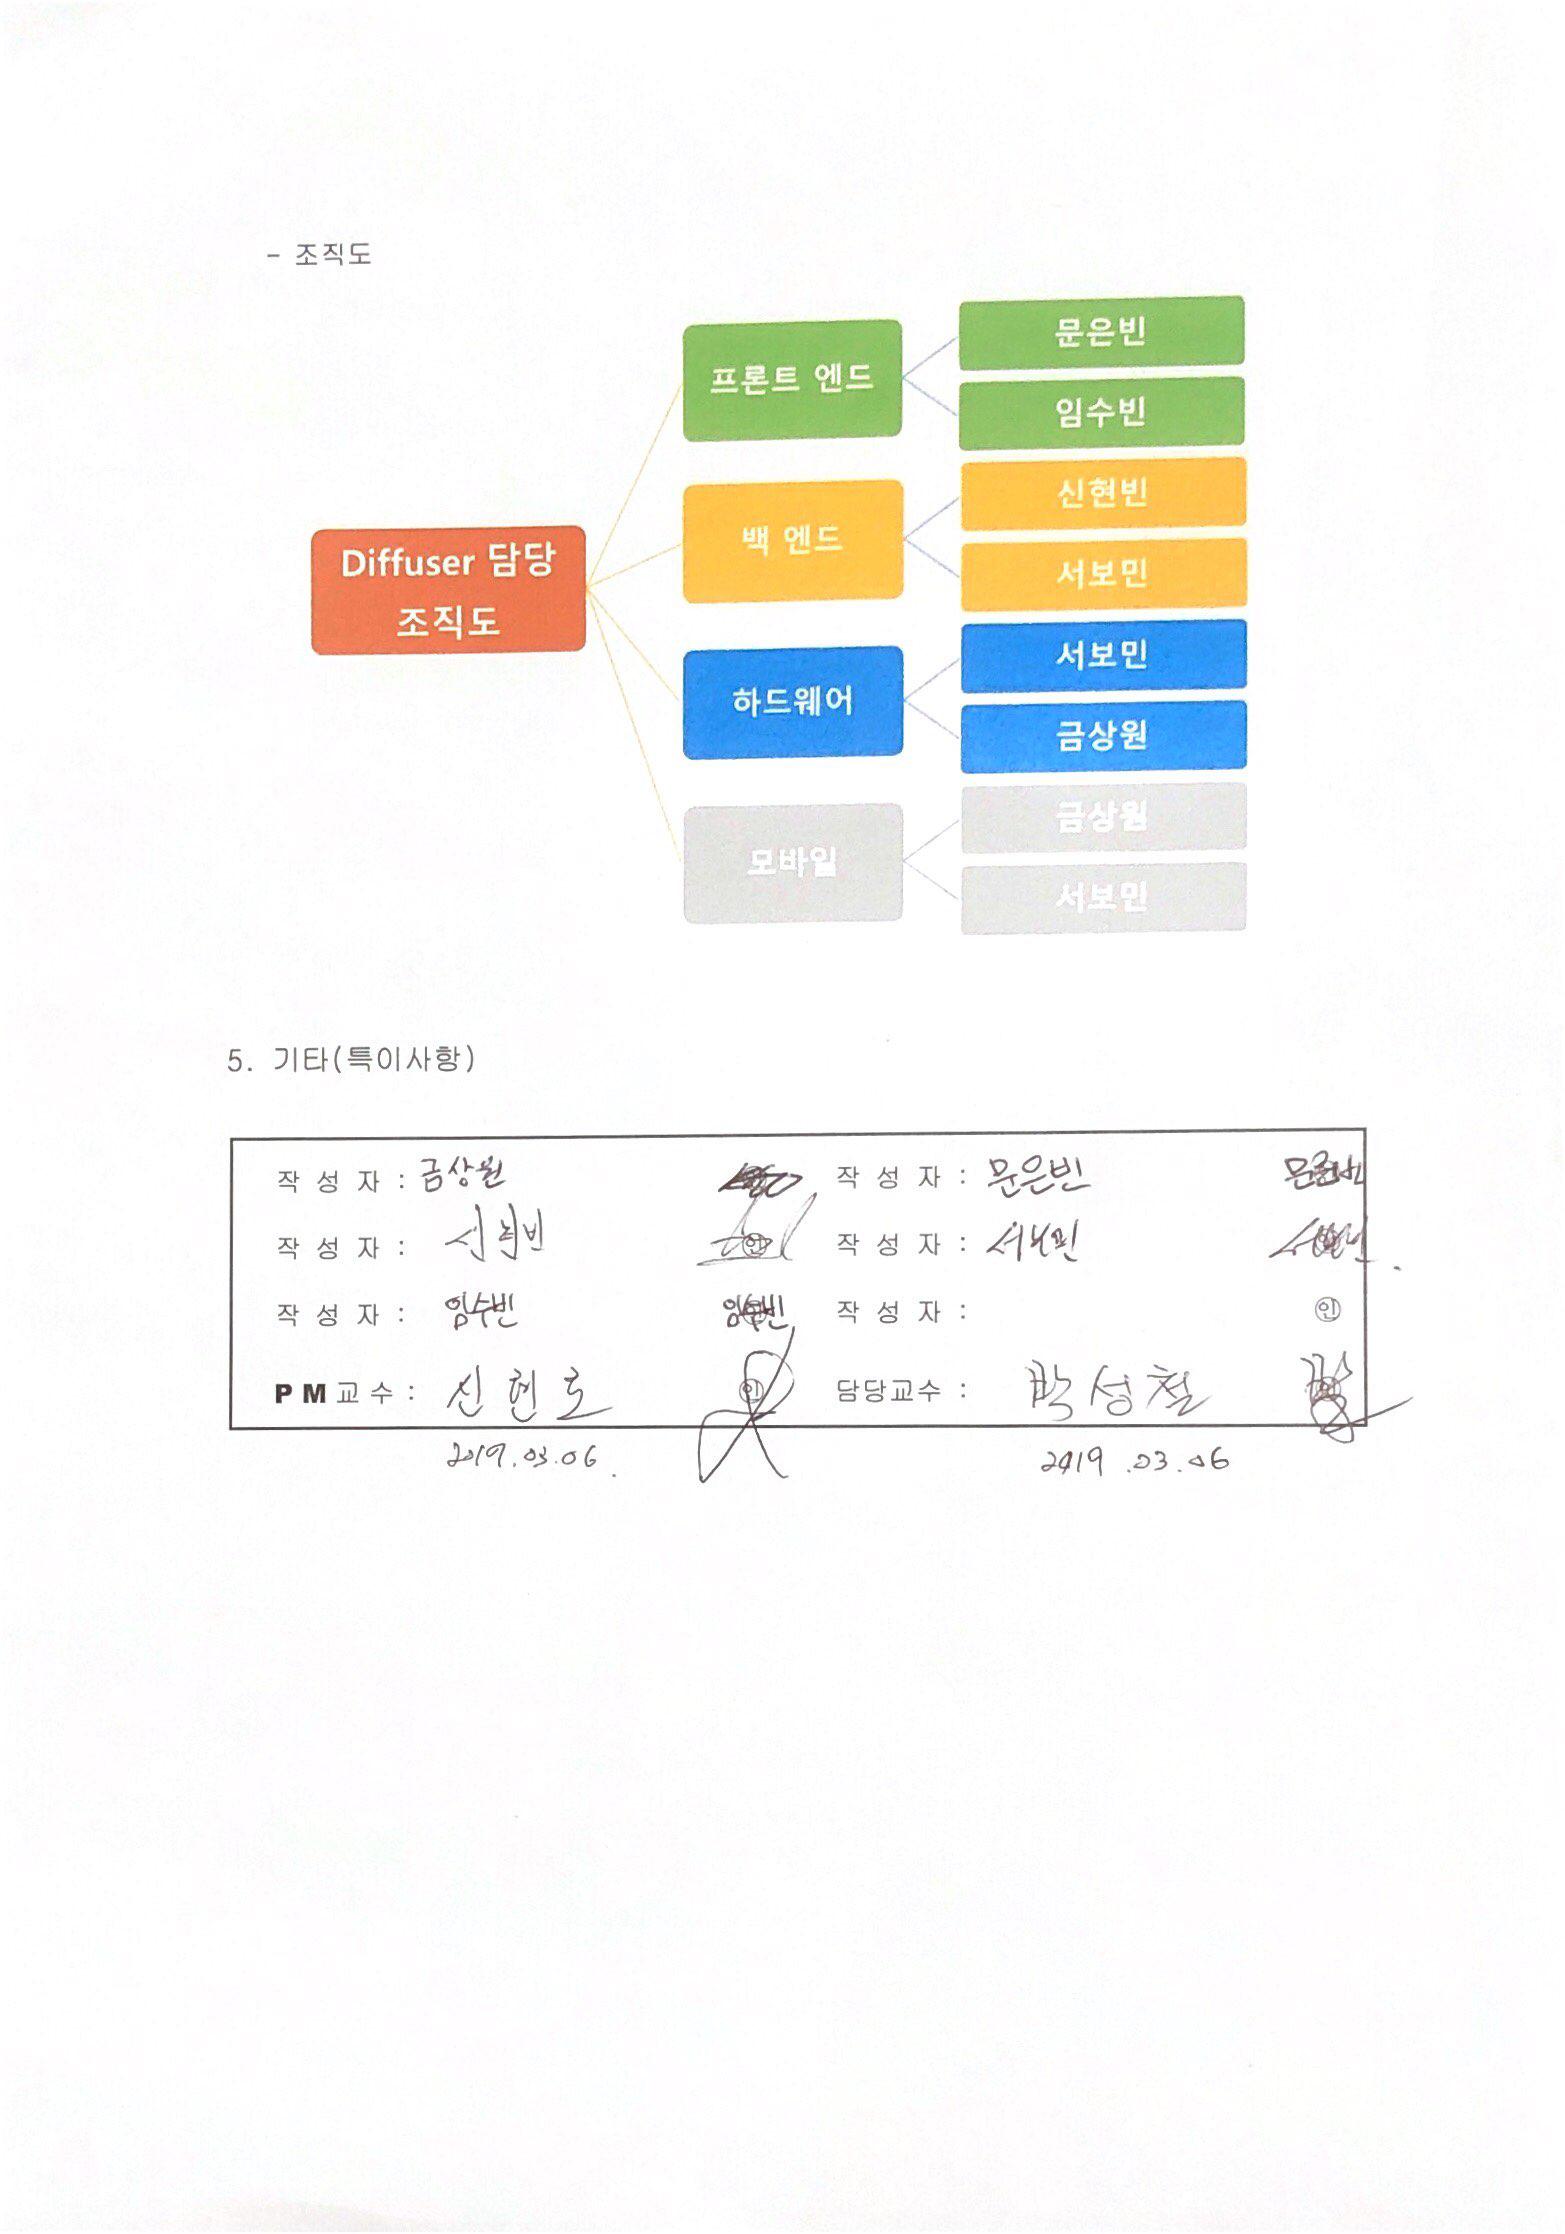 - 조직도
Diffuser 담당
조직도
프론트 엔드
문은빈
임수빈
백 엔드
신현빈
서보민
하드웨어
서보민
금상원
모바일
금상원
서보민
5. 기타(특이사항)
작 성 자 : 금상원
작 성 자 : 문은빈 문은빈
작 성 자 : 신현빈 인
작 성 자 : 서보민 서보민
작 성 자 : 임수빈 임수빈
작 성 자 : 인
PM교수 : 신현호 인
담당교수 : 박성철
2019.03.06.
2019.03.06